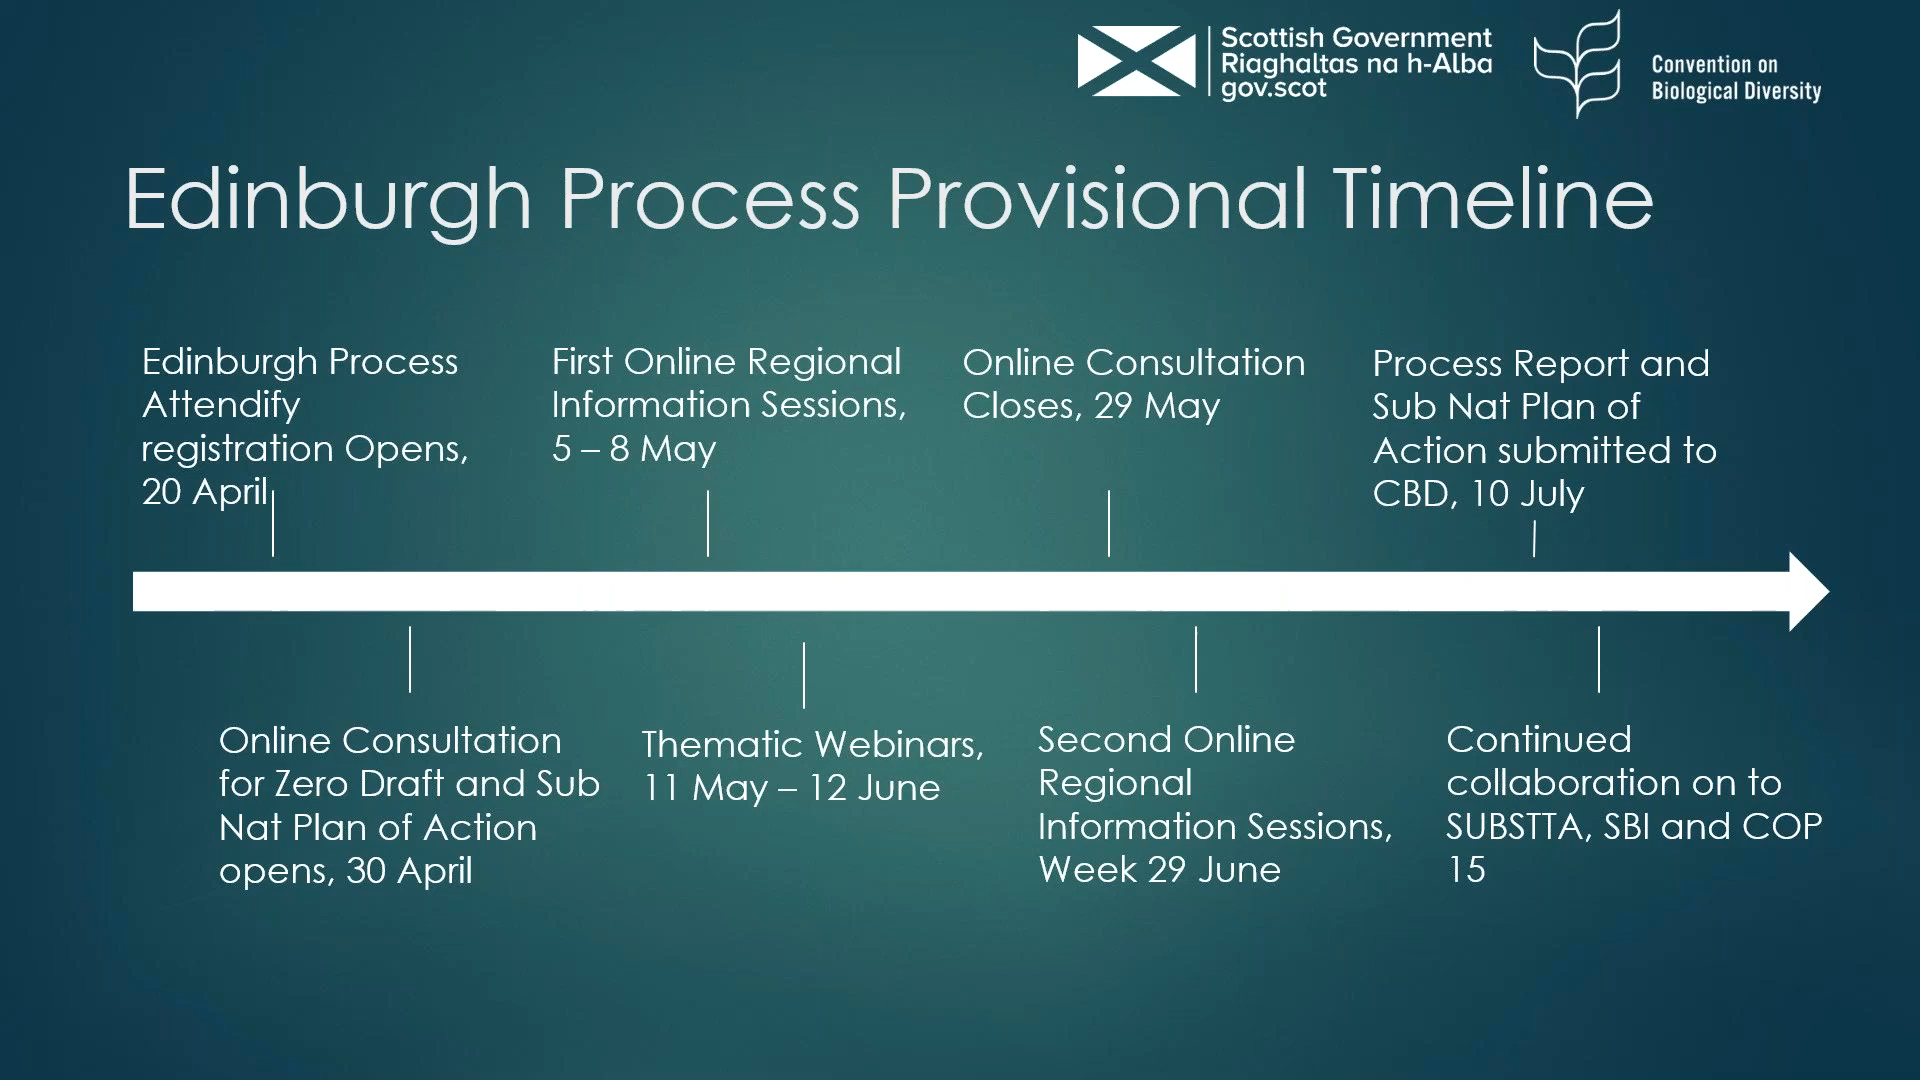 Scottish Government
Riaghaltas na h-Alba
gov.scot
Convention on
Biological Diversity
Edinburgh Process Provisional Timeline
Edinburgh Process
Attendify
registration Opens,
20 April
First Online Regional
Information Sessions,
5 – 8 May
Online Consultation
Closes, 29 May
Process Report and
Sub Nat Plan of
Action submitted to
CBD, 10 July
Online Consultation
for Zero Draft and Sub
Nat Plan of Action
opens, 30 April
Thematic Webinars,
11 May – 12 June
Second Online
Regional
Information Sessions,
Week 29 June
Continued
collaboration on to
SUBSTTA, SBI and COP
15